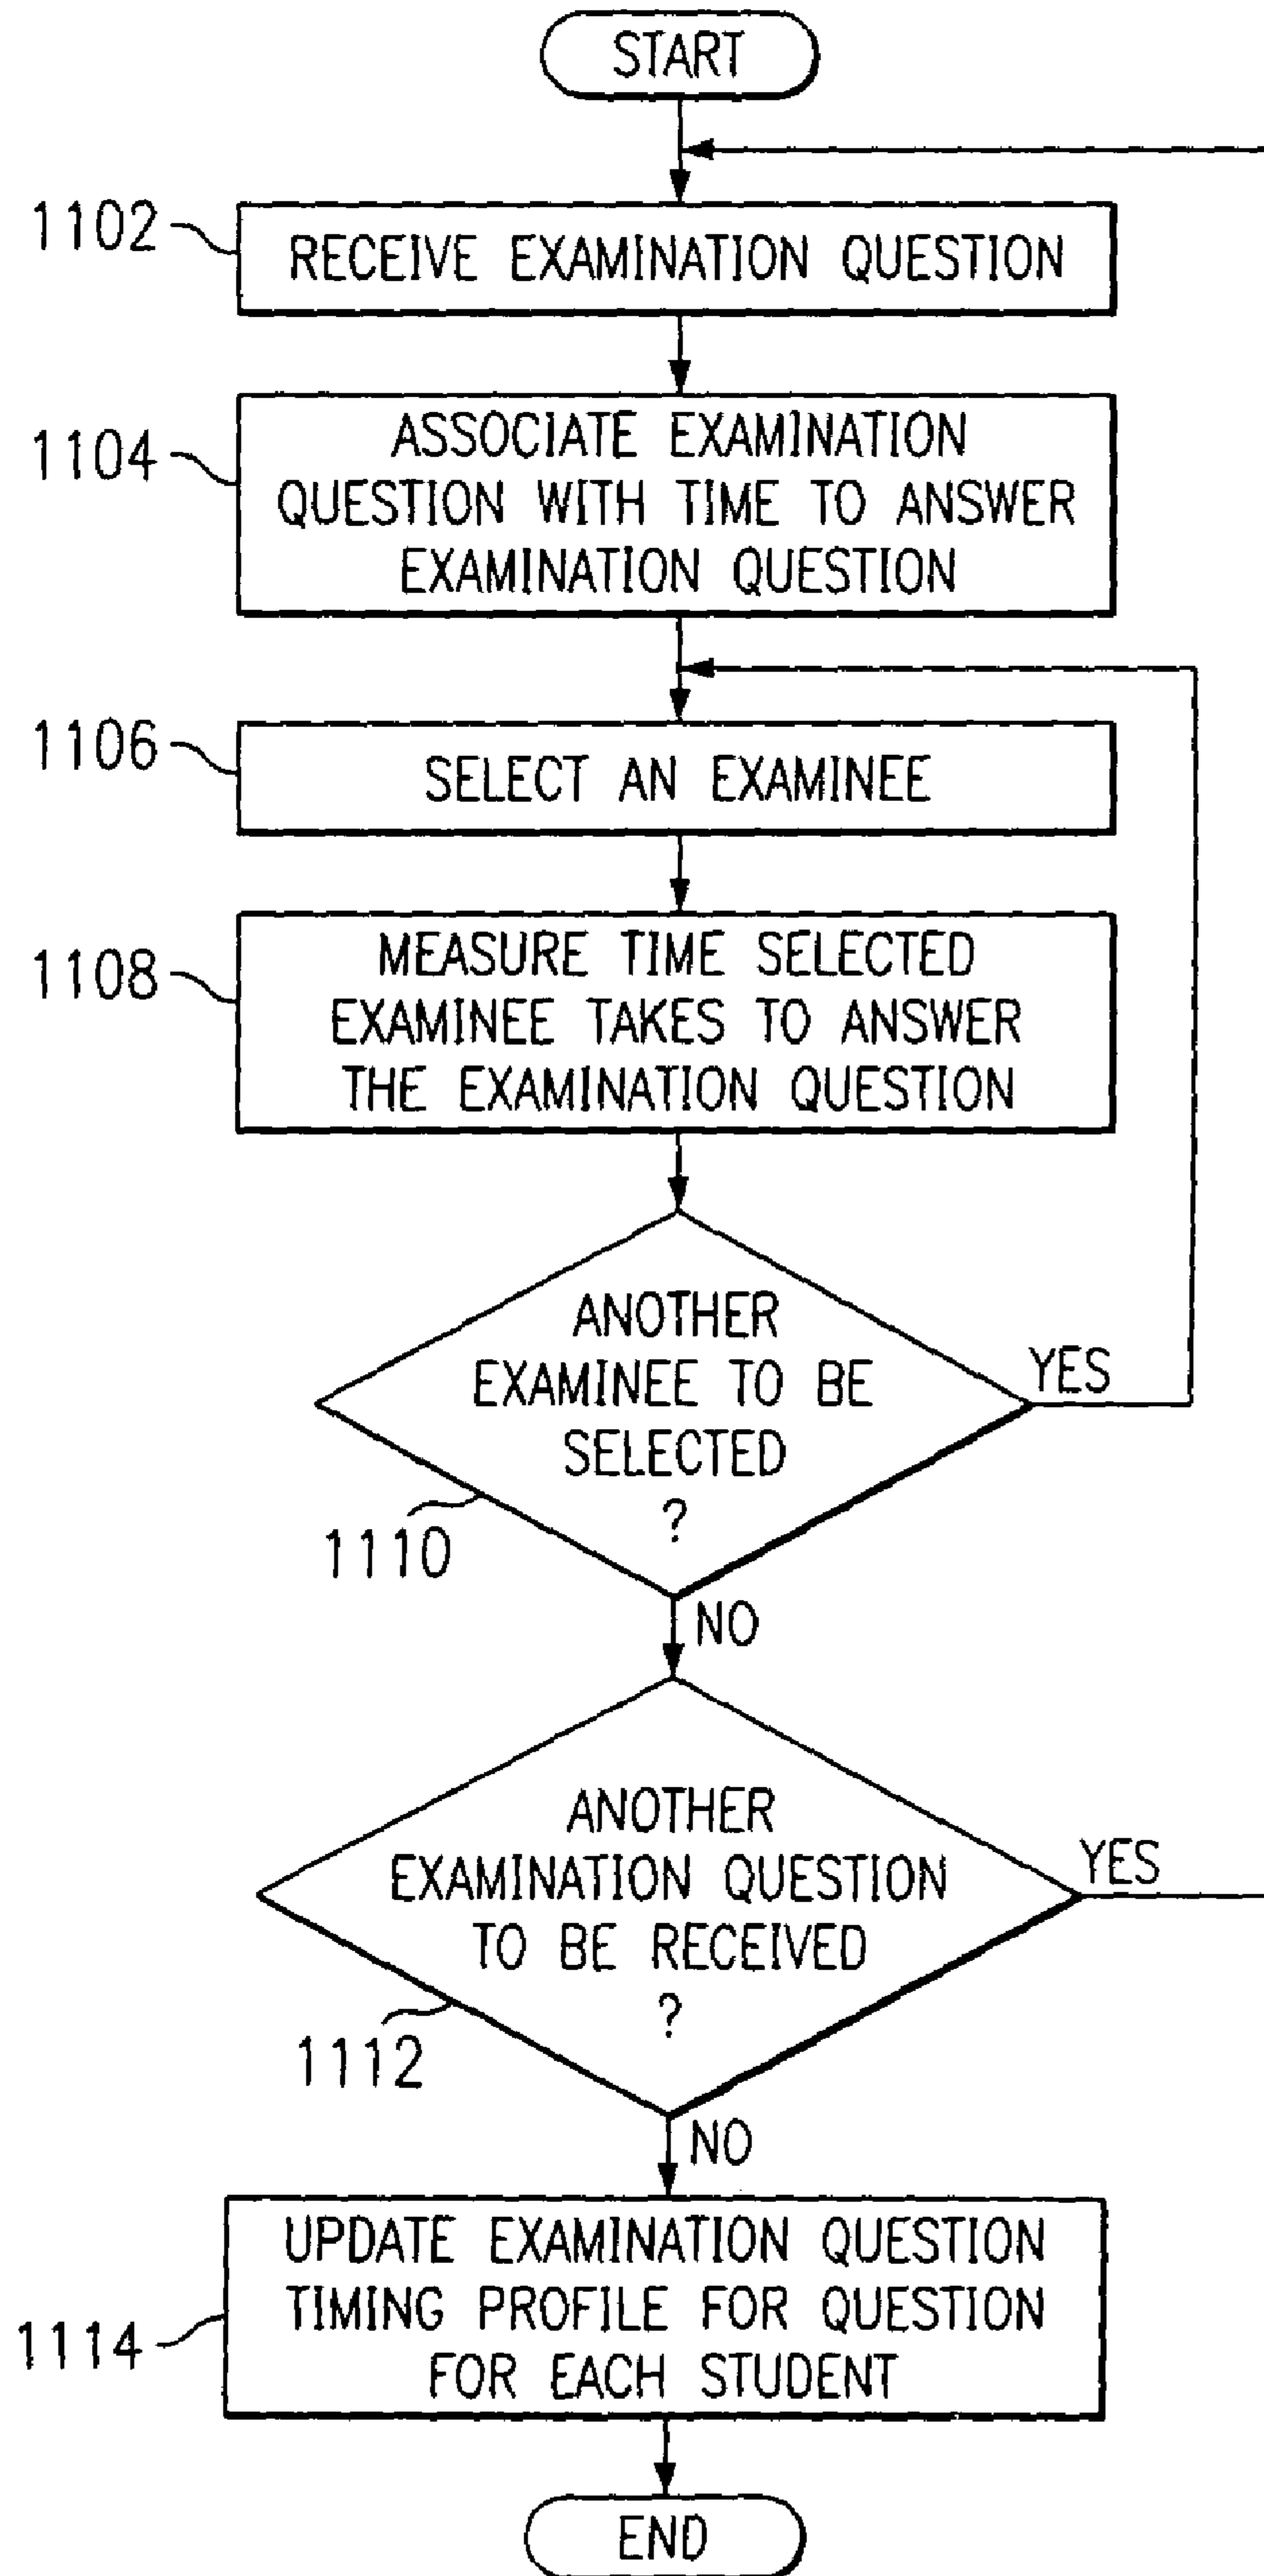 START
1102
RECEIVE EXAMINATION QUESTION
1104
ASSOCIATE EXAMINATION
QUESTION WITH TIME TO ANSWER
EXAMINATION QUESTION
1106
SELECT AN EXAMINEE
1108
MEASURE TIME SELECTED
EXAMINEE TAKES TO ANSWER
THE EXAMINATION QUESTION
ANOTHER
EXAMINEE TO BE
SELECTED
?
YES
1110
NO
ANOTHER
EXAMINATION QUESTION
TO BE RECEIVED
?
YES
1112
NO
UPDATE EXAMINATION QUESTION
TIMING PROFILE FOR QUESTION
FOR EACH STUDENT
1114
END